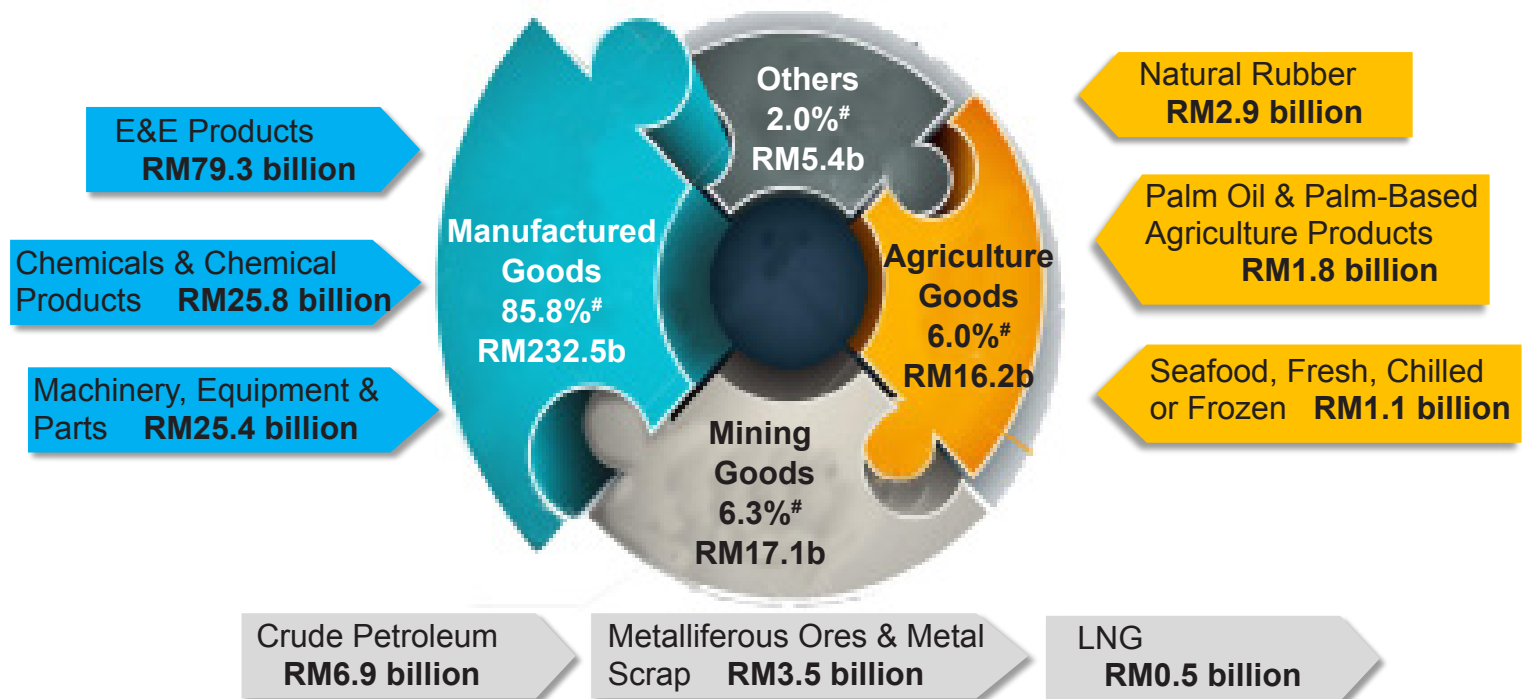 Others
2.0%#
RM5.4b
Natural Rubber
RM2.9 billion
E&E Products
RM79.3 billion
Palm Oil & Palm-Based
Agriculture Products
RM1.8 billion
Manufactured
Goods
85.8%#
RM232.5b
Agriculture
Goods
6.0%#
RM16.2b
Chemicals & Chemical
Products RM25.8 billion
Seafood, Fresh, Chilled
or Frozen RM1.1 billion
Machinery, Equipment &
Parts RM25.4 billion
Mining
Goods
6.3%#
RM17.1b
Crude Petroleum
RM6.9 billion
Metalliferous Ores & Metal
Scrap RM3.5 billion
LNG
RM0.5 billion